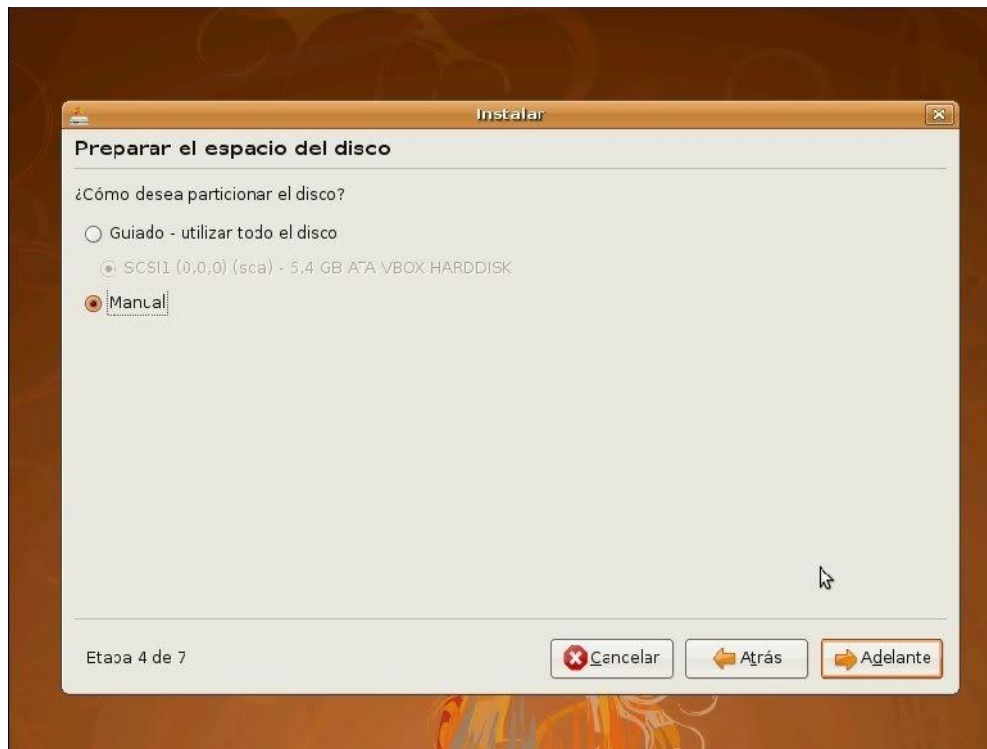 Instalar
Preparar el espacio del disco
¿Cómo desea particionar el disco?
Guiado - utilizar todo el disco
SCSI1 (0,0,0) (sda) - 5.4 GB ATA VBOX HARDDISK
Manual
Etapa 4 de 7
Cancelar
Atrás
Adelante